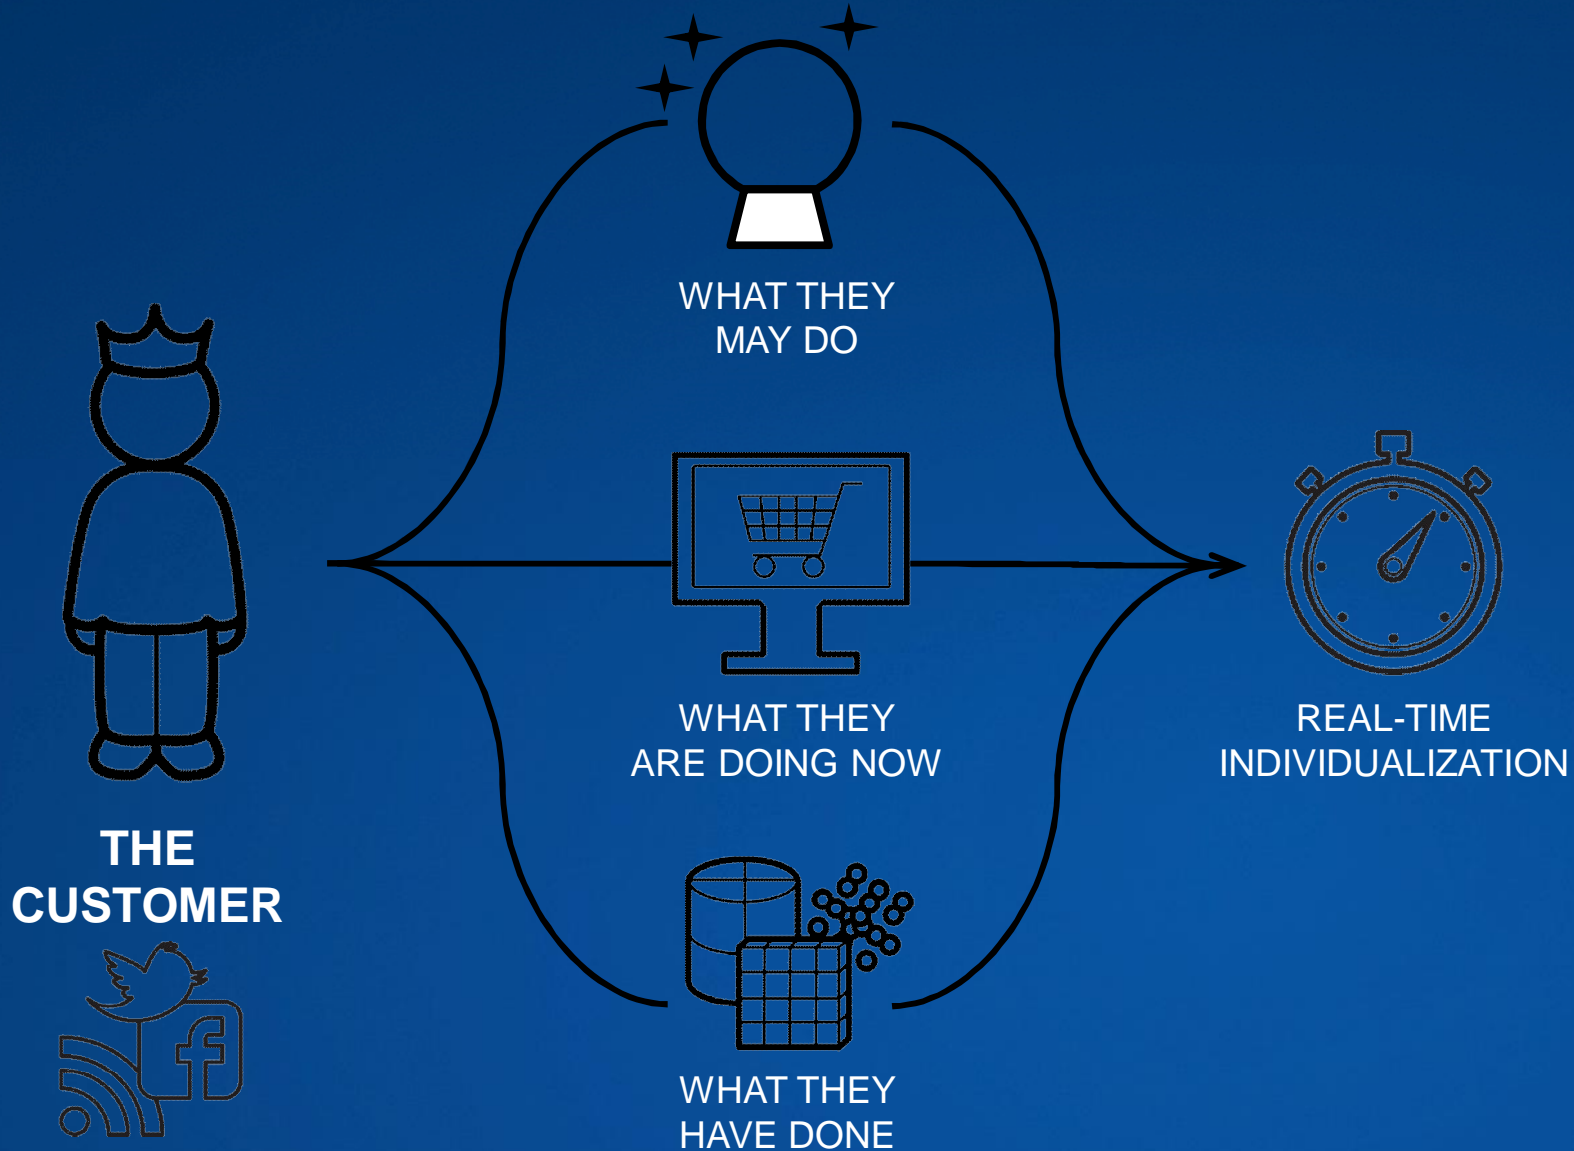 WHAT THEY
MAY DO
THE
CUSTOMER
WHAT THEY
ARE DOING NOW
WHAT THEY
HAVE DONE
REAL-TIME
INDIVIDUALIZATION